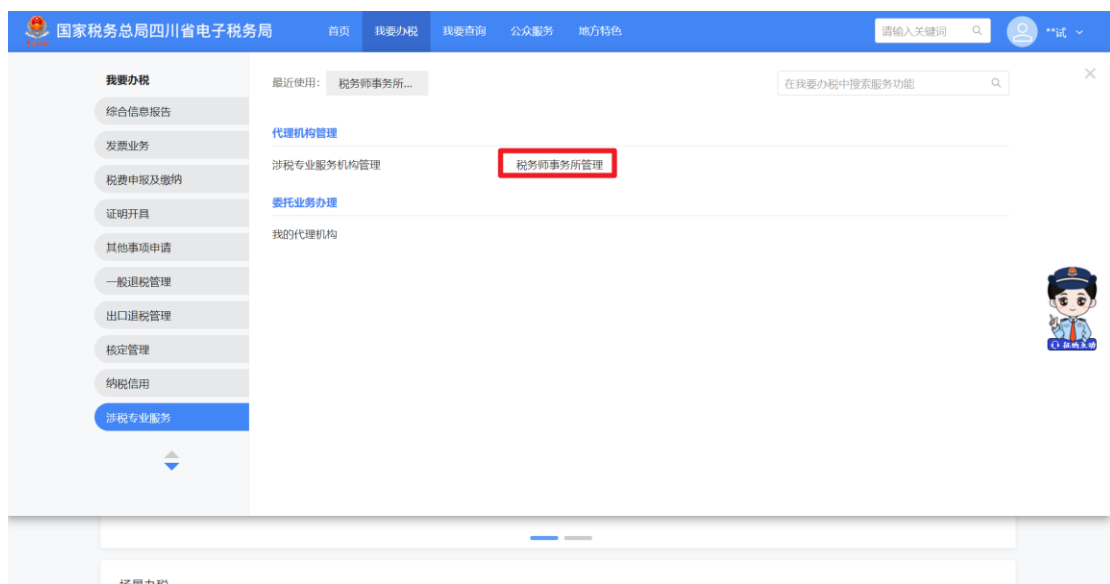 国家税务总局四川省电子税务局 首页 我要办税 我要查询 公众服务 地方特色 请输入关键词 **试
我要办税
最近使用： 税务师事务所... 在我要办税中搜索服务功能
综合信息报告
代理机构管理
发票业务
涉税专业服务机构管理 税务师事务所管理
税费申报及缴纳
委托业务办理
证明开具
我的代理机构
其他事项申请
一般退税管理
出口退税管理
征纳互动
核定管理
纳税信用
涉税专业服务
场景办税